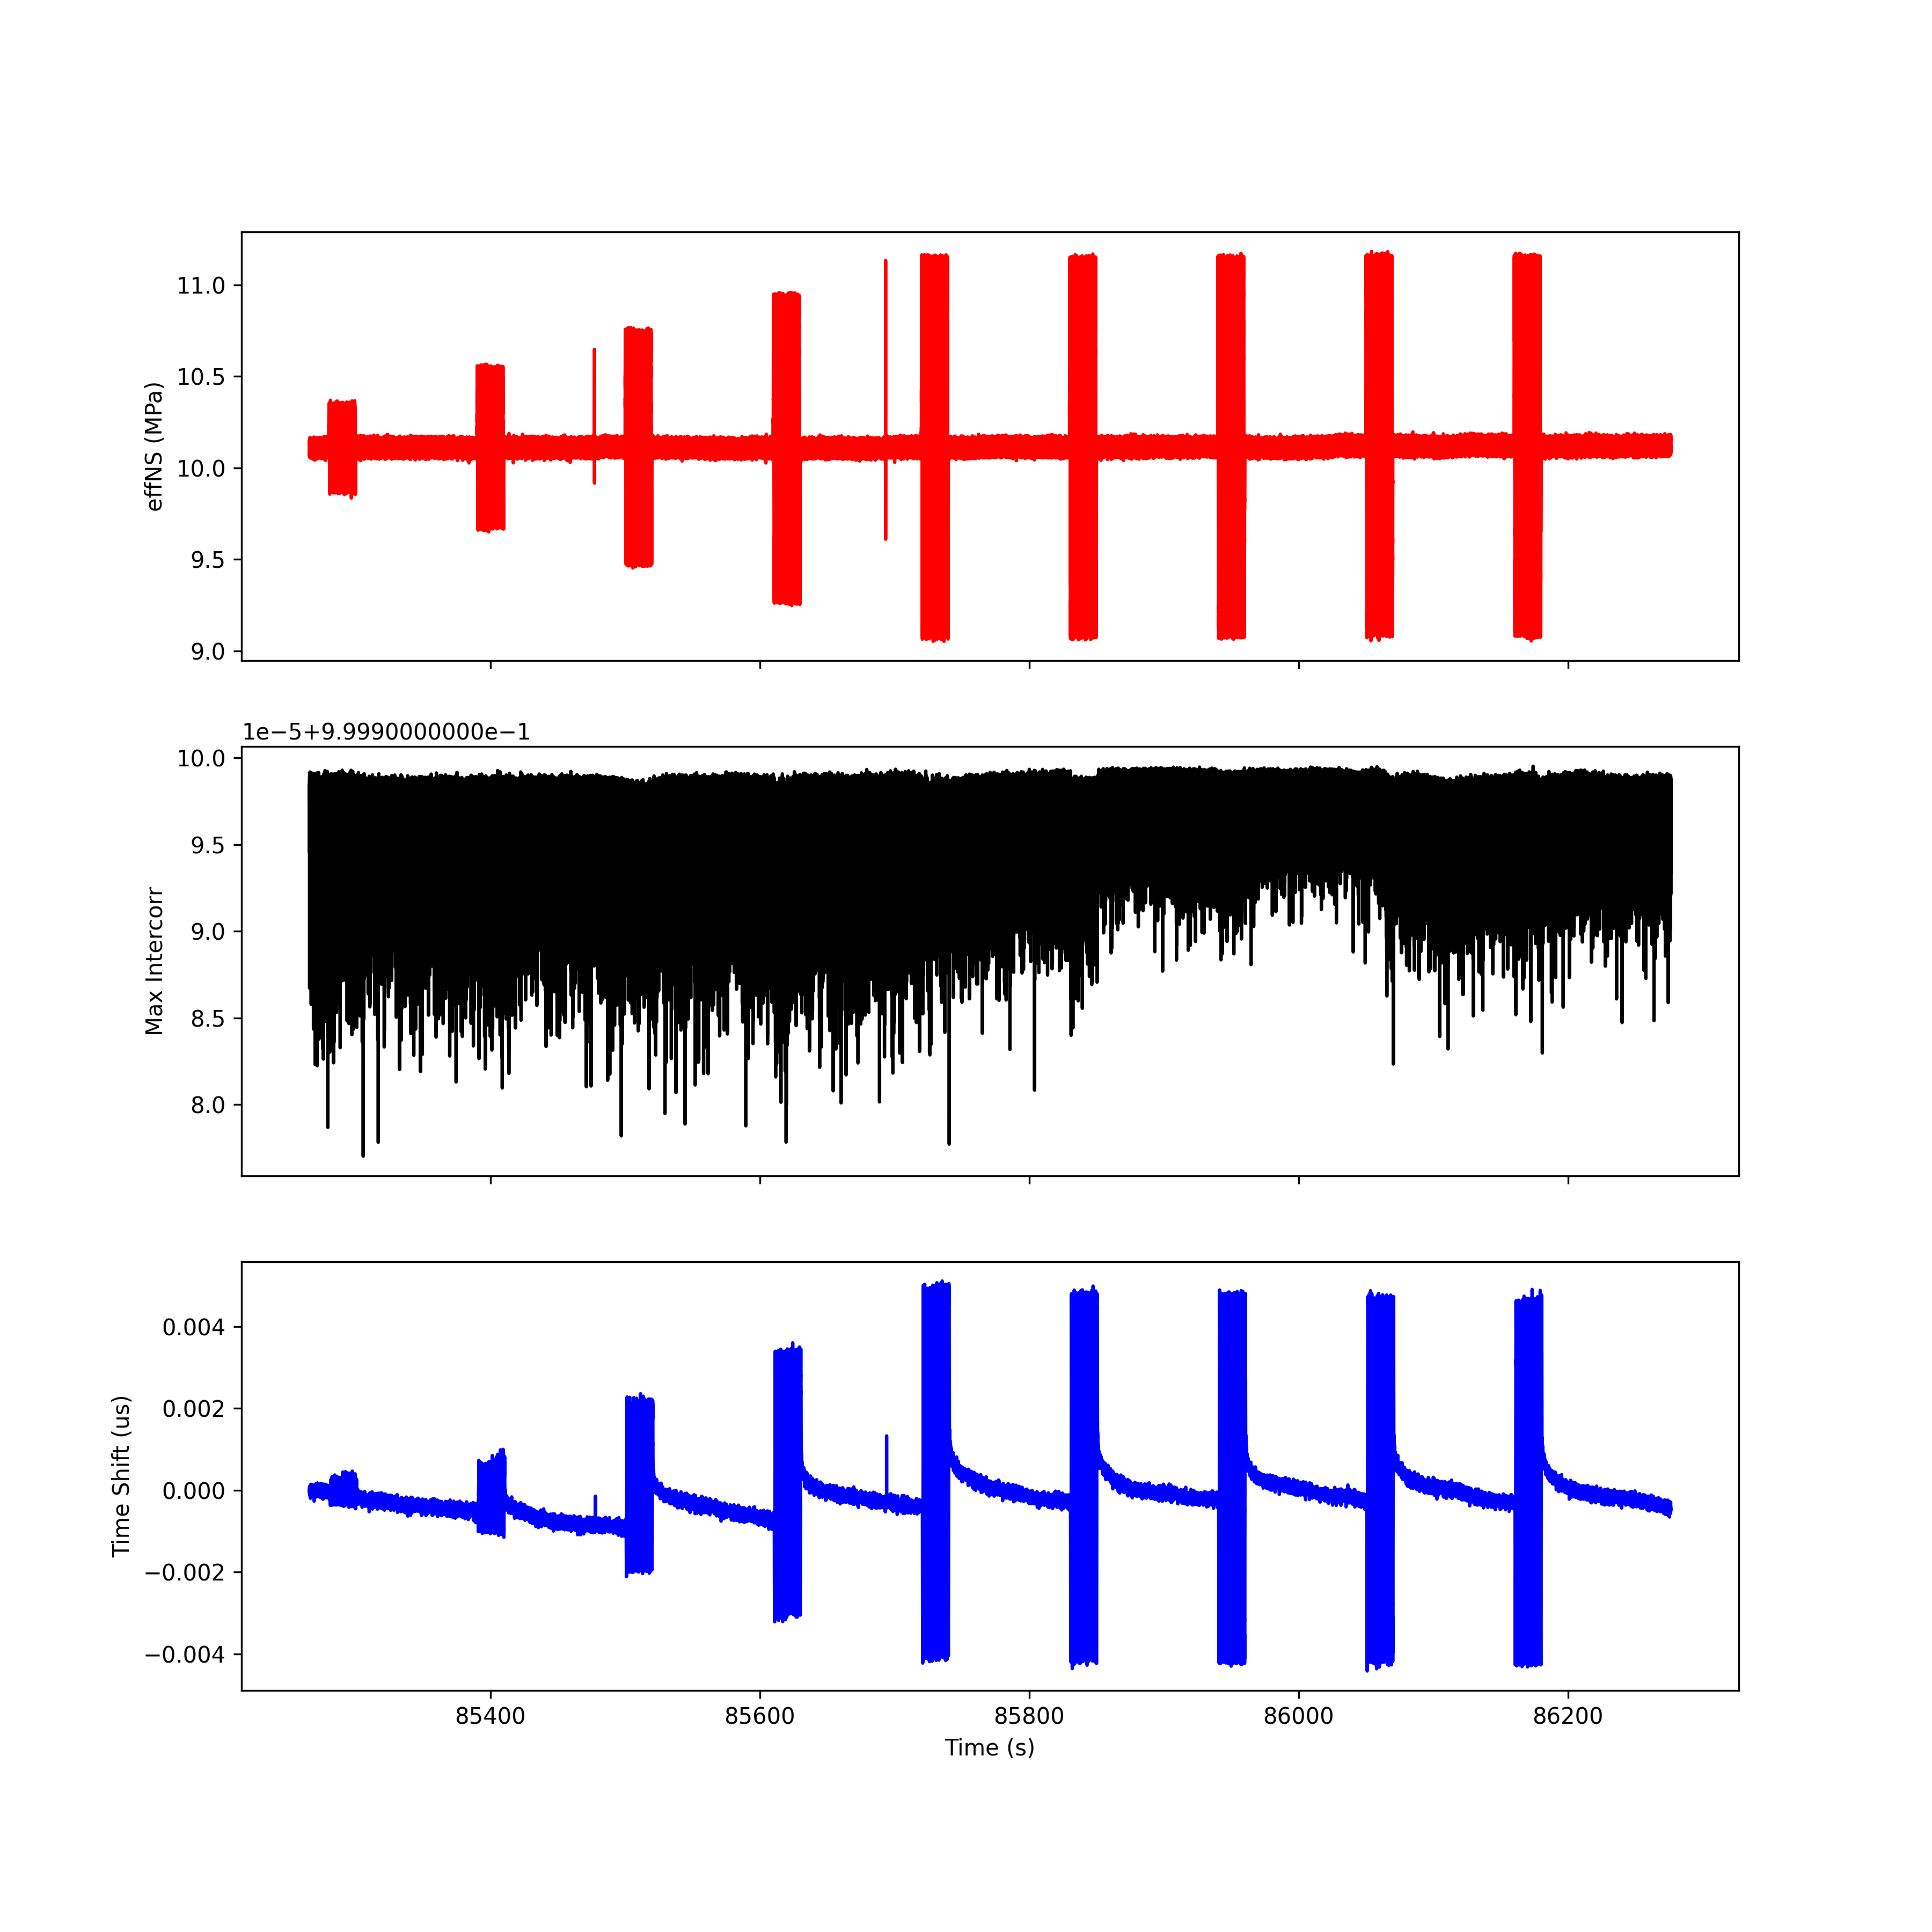 11.0
10.5
10.0
9.5
9.0
effNS (MPa)
1e−5+9.9990000000e−1
10.0
9.5
9.0
8.5
8.0
Max Intercorr
0.004
0.002
0.000
−0.002
−0.004
Time Shift (us)
85400 85600 85800 86000 86200
Time (s)